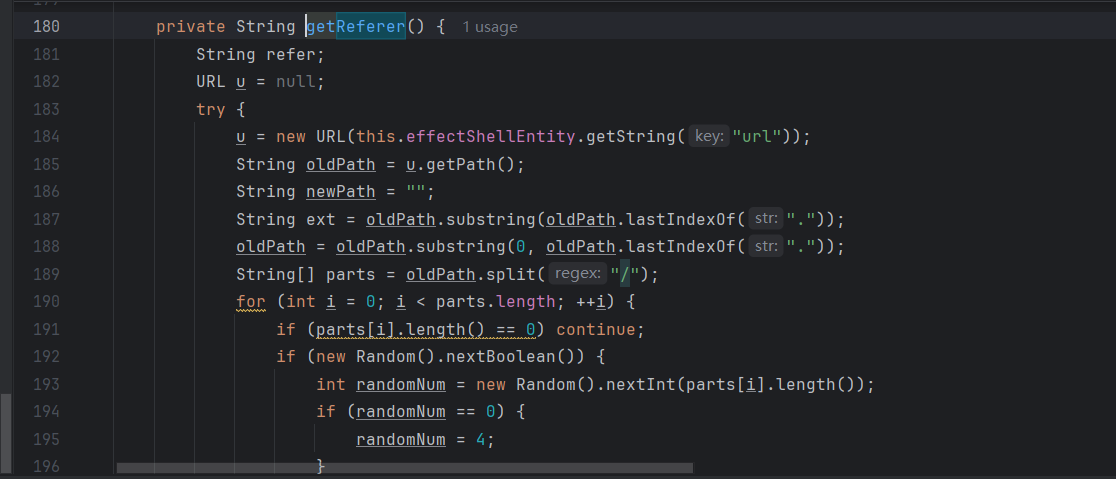 180 private String getReferer() { 1 usage
181 String refer;
182 URL u = null;
183 try {
184 u = new URL(this.effectShellEntity.getString( key: "url"));
185 String oldPath = u.getPath();
186 String newPath = "";
187 String ext = oldPath.substring(oldPath.lastIndexOf( str: "."));
188 oldPath = oldPath.substring(0, oldPath.lastIndexOf( str: "."));
189 String[] parts = oldPath.split( regex: "/");
190 for (int i = 0; i < parts.length; ++i) {
191 if (parts[i].length() == 0) continue;
192 if (new Random().nextBoolean()) {
193 int randomNum = new Random().nextInt(parts[i].length());
194 if (randomNum == 0) {
195 randomNum = 4;
196 }